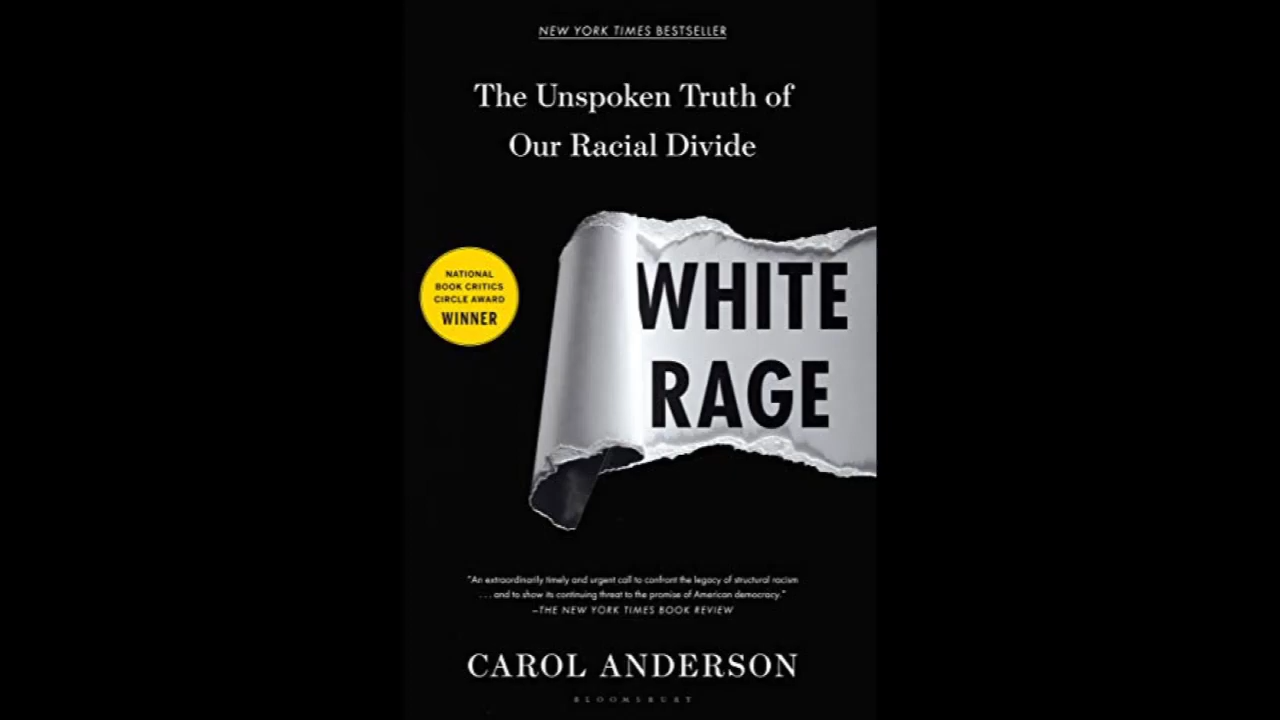 NEW YORK TIMES BESTSELLER
The Unspoken Truth of
Our Racial Divide
NATIONAL
BOOK CRITICS
CIRCLE AWARD
WINNER
WHITE
RAGE
"An extraordinarily timely and urgent call to confront the legacy of structural racism
. . . and to show its continuing threat to the promise of American democracy."
–THE NEW YORK TIMES BOOK REVIEW
CAROL ANDERSON
BLOOMSBURY